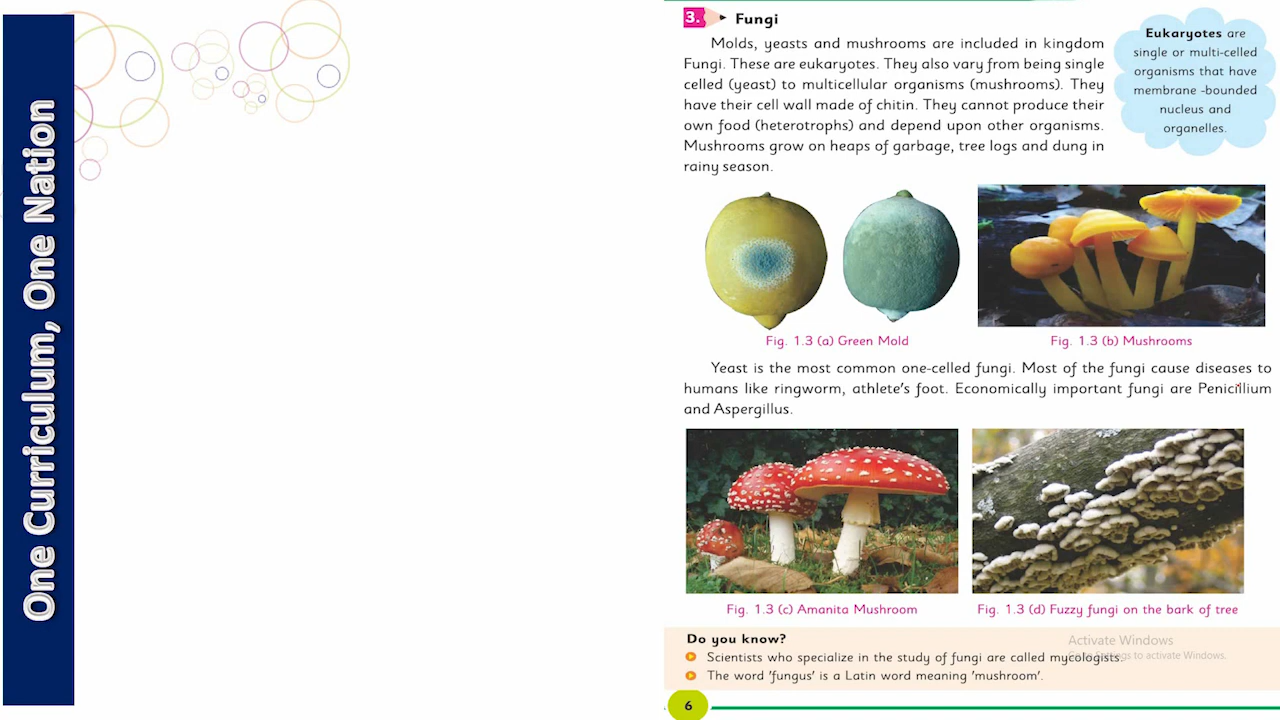 One Curriculum, One Nation
3. Fungi
Molds, yeasts and mushrooms are included in kingdom
Fungi. These are eukaryotes. They also vary from being single
celled (yeast) to multicellular organisms (mushrooms). They
have their cell wall made of chitin. They cannot produce their
own food (heterotrophs) and depend upon other organisms.
Mushrooms grow on heaps of garbage, tree logs and dung in
rainy season.
Eukaryotes are
single or multi-celled
organisms that have
membrane -bounded
nucleus and
organelles.
Fig. 1.3 (a) Green Mold
Fig. 1.3 (b) Mushrooms
Yeast is the most common one-celled fungi. Most of the fungi cause diseases to
humans like ringworm, athlete's foot. Economically important fungi are Penicillium
and Aspergillus.
Fig. 1.3 (c) Amanita Mushroom
Fig. 1.3 (d) Fuzzy fungi on the bark of tree
Do you know?
Scientists who specialize in the study of fungi are called mycologists.
The word 'fungus' is a Latin word meaning 'mushroom'.
Activate Windows
Go to Settings to activate Windows.
6